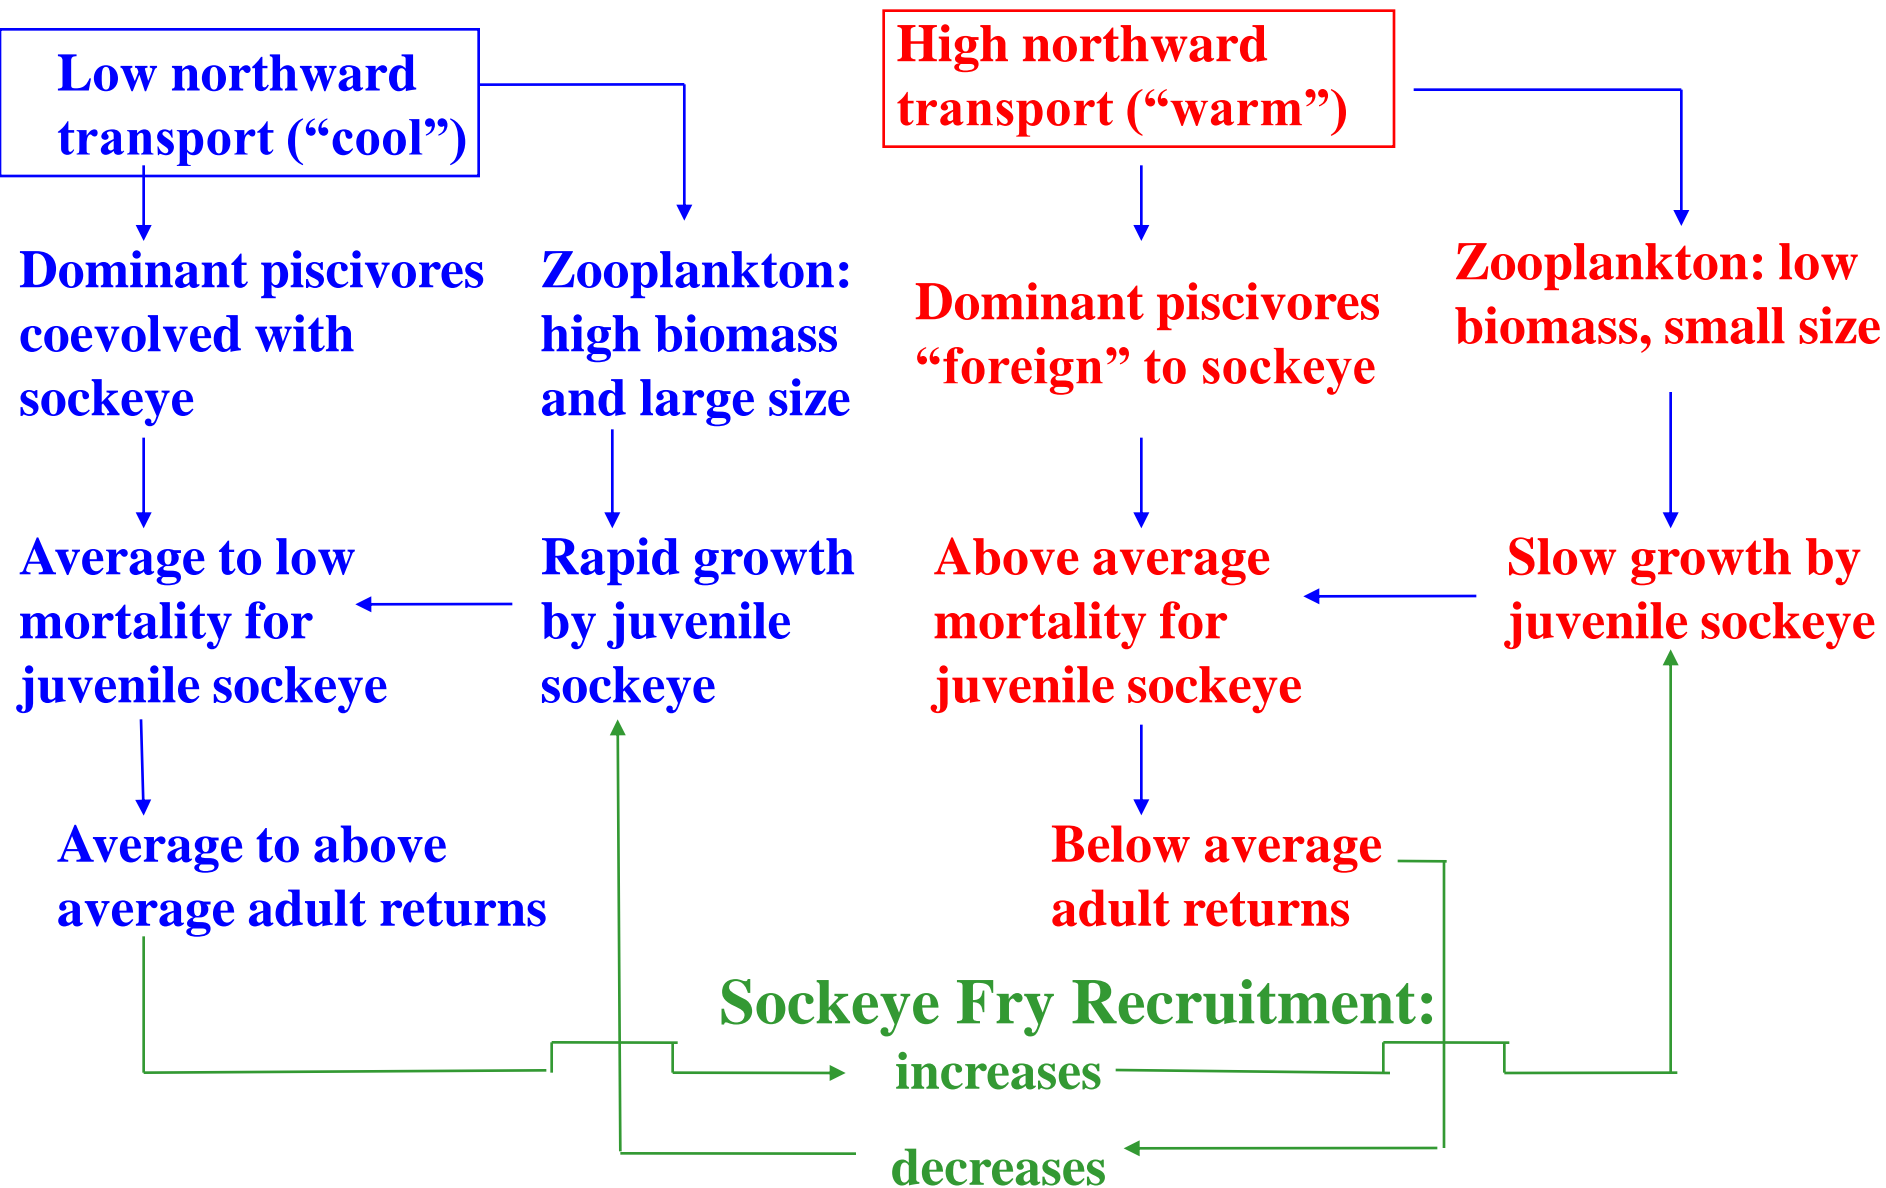 Low northward
transport (“cool”)
High northward
transport (“warm”)
Dominant piscivores
coevolved with
sockeye
Zooplankton:
high biomass
and large size
Dominant piscivores
“foreign” to sockeye
Zooplankton: low
biomass, small size
Average to low
mortality for
juvenile sockeye
Rapid growth
by juvenile
sockeye
Above average
mortality for
juvenile sockeye
Slow growth by
juvenile sockeye
Average to above
average adult returns
Below average
adult returns
Sockeye Fry Recruitment:
increases
decreases